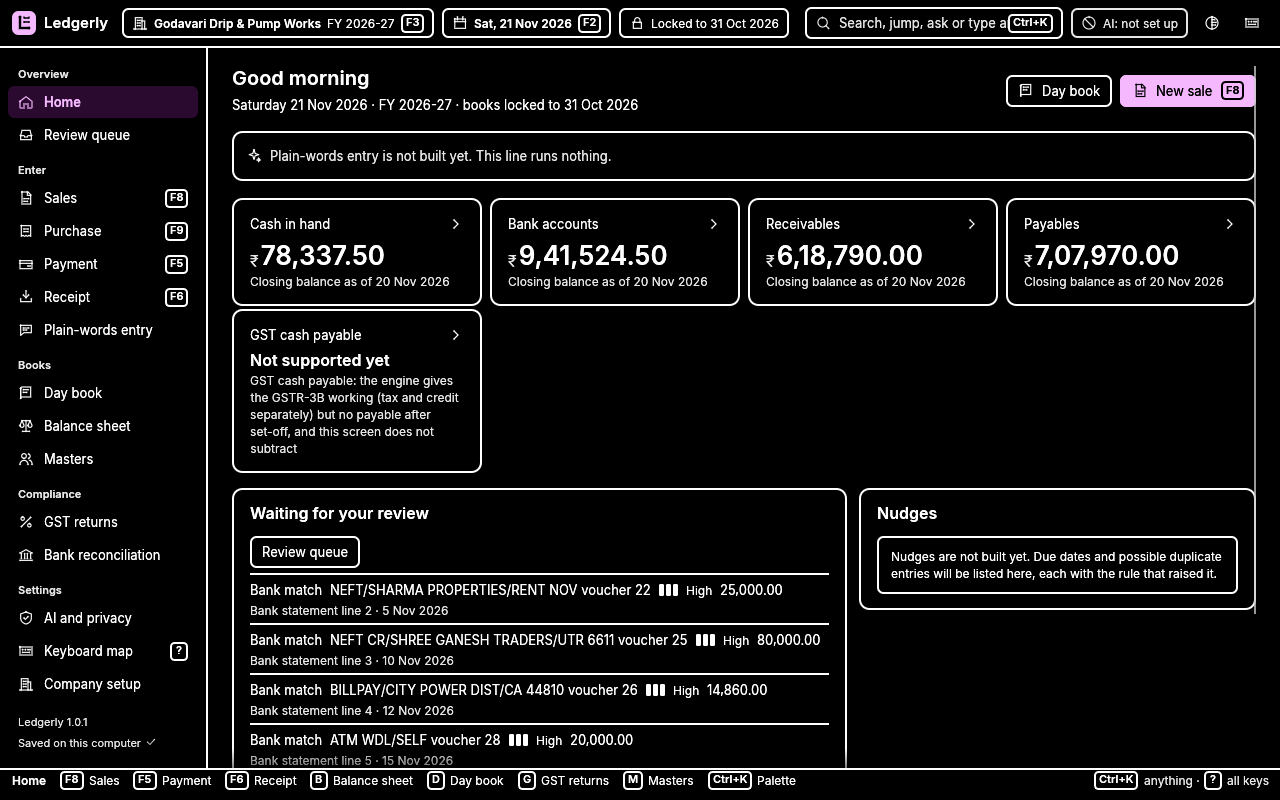 Ledgerly
Godavari Drip & Pump Works FY 2026-27 F3
Sat, 21 Nov 2026 F2
Locked to 31 Oct 2026
Search, jump, ask or type a Ctrl+K
AI: not set up
Overview
Home
Review queue
Enter
Sales F8
Purchase F9
Payment F5
Receipt F6
Plain-words entry
Books
Day book
Balance sheet
Masters
Compliance
GST returns
Bank reconciliation
Settings
AI and privacy
Keyboard map ?
Company setup
Ledgerly 1.0.1
Saved on this computer
Good morning
Saturday 21 Nov 2026 · FY 2026-27 · books locked to 31 Oct 2026
Day book
New sale F8
Plain-words entry is not built yet. This line runs nothing.
Cash in hand
₹78,337.50
Closing balance as of 20 Nov 2026
Bank accounts
₹9,41,524.50
Closing balance as of 20 Nov 2026
Receivables
₹6,18,790.00
Closing balance as of 20 Nov 2026
Payables
₹7,07,970.00
Closing balance as of 20 Nov 2026
GST cash payable
Not supported yet
GST cash payable: the engine gives
the GSTR-3B working (tax and credit
separately) but no payable after
set-off, and this screen does not
subtract
Waiting for your review
Review queue
Bank match NEFT/SHARMA PROPERTIES/RENT NOV voucher 22 High 25,000.00
Bank statement line 2 · 5 Nov 2026
Bank match NEFT CR/SHREE GANESH TRADERS/UTR 6611 voucher 25 High 80,000.00
Bank statement line 3 · 10 Nov 2026
Bank match BILLPAY/CITY POWER DIST/CA 44810 voucher 26 High 14,860.00
Bank statement line 4 · 12 Nov 2026
Bank match ATM WDL/SELF voucher 28 High 20,000.00
Bank statement line 5 · 15 Nov 2026
Nudges
Nudges are not built yet. Due dates and possible duplicate
entries will be listed here, each with the rule that raised it.
Home F8 Sales F5 Payment F6 Receipt B Balance sheet D Day book G GST returns M Masters Ctrl+K Palette
Ctrl+K anything · ? all keys